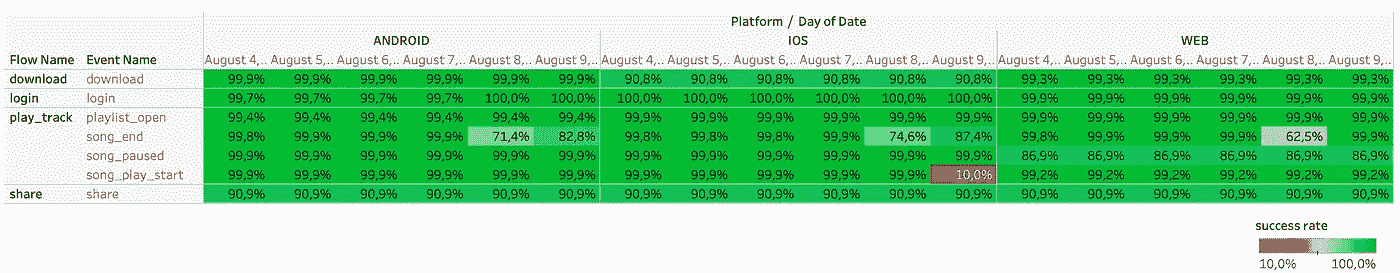 Platform / Day of Date
ANDROID IOS WEB
Flow Name Event Name August 4,.. August 5,.. August 6,.. August 7,.. August 8,.. August 9,.. August 4,.. August 5,.. August 6,.. August 7,.. August 8,.. August 9,.. August 4,.. August 5,.. August 6,.. August 7,.. August 8,.. August 9,..
download download 99,9% 99,9% 99,9% 99,9% 99,9% 99,9% 90,8% 90,8% 90,8% 90,8% 90,8% 90,8% 99,3% 99,3% 99,3% 99,3% 99,3% 99,3%
login login 99,7% 99,7% 99,7% 99,7% 100,0% 100,0% 100,0% 100,0% 100,0% 100,0% 100,0% 100,0% 99,9% 99,9% 99,9% 99,9% 99,9% 99,9%
play_track playlist_open 99,4% 99,4% 99,4% 99,4% 99,4% 99,4% 99,9% 99,9% 99,9% 99,9% 99,9% 99,9% 99,9% 99,9% 99,9% 99,9% 99,9% 99,9%
song_end 99,8% 99,9% 99,9% 99,9% 71,4% 82,8% 99,8% 99,8% 99,8% 99,9% 74,6% 87,4% 99,8% 99,9% 99,9% 99,9% 62,5% 99,9%
song_paused 99,9% 99,9% 99,9% 99,9% 99,9% 99,9% 99,9% 99,9% 99,9% 99,9% 99,9% 99,9% 86,9% 86,9% 86,9% 86,9% 86,9% 86,9%
song_play_start 99,9% 99,9% 99,9% 99,9% 99,9% 99,9% 99,9% 99,9% 99,9% 99,9% 99,9% 10,0% 99,2% 99,2% 99,2% 99,2% 99,2% 99,2%
share share 90,9% 90,9% 90,9% 90,9% 90,9% 90,9% 90,9% 90,9% 90,9% 90,9% 90,9% 90,9% 90,9% 90,9% 90,9% 90,9% 90,9% 90,9%
success rate
10,0% 100,0%